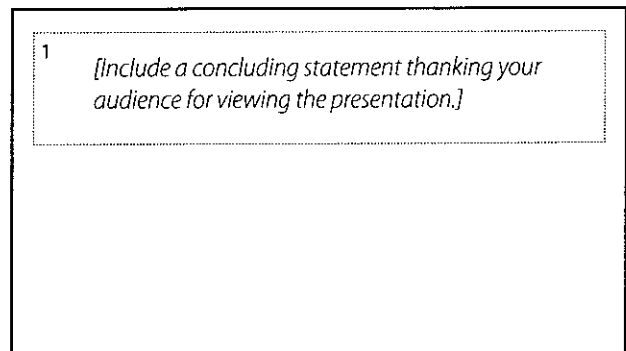 1
[Include a concluding statement thanking your
audience for viewing the presentation.]